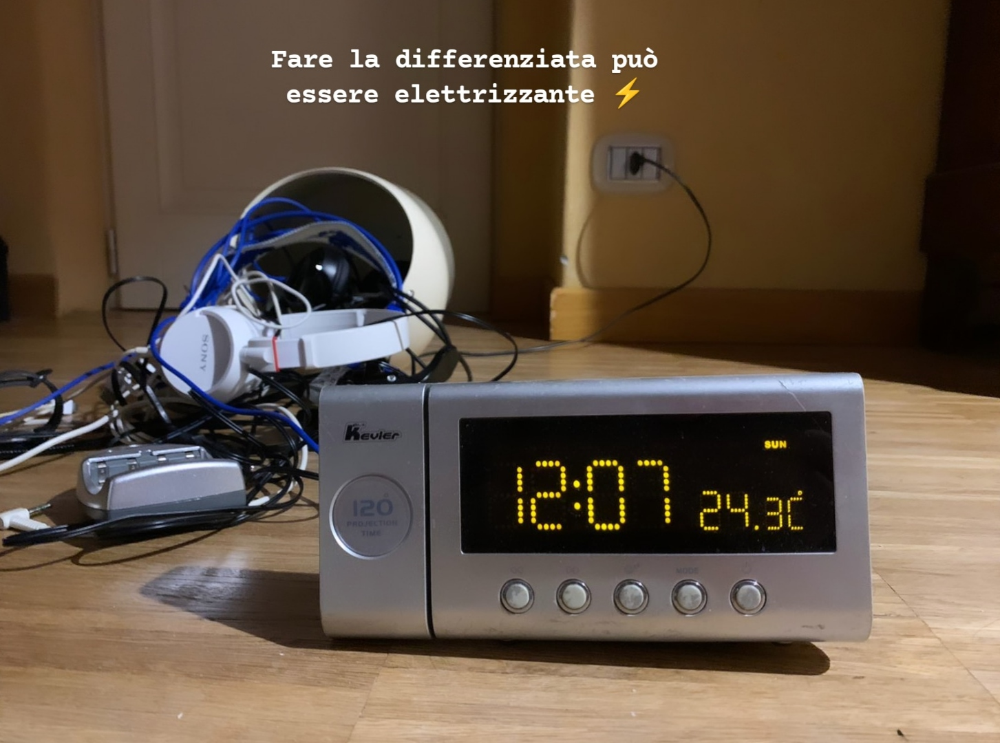 Fare la differenziata può
essere elettrizzante ⚡
SONY
Kevler
120°
PROJECTION
TIME
SUN
12:07
24.3C
MODE